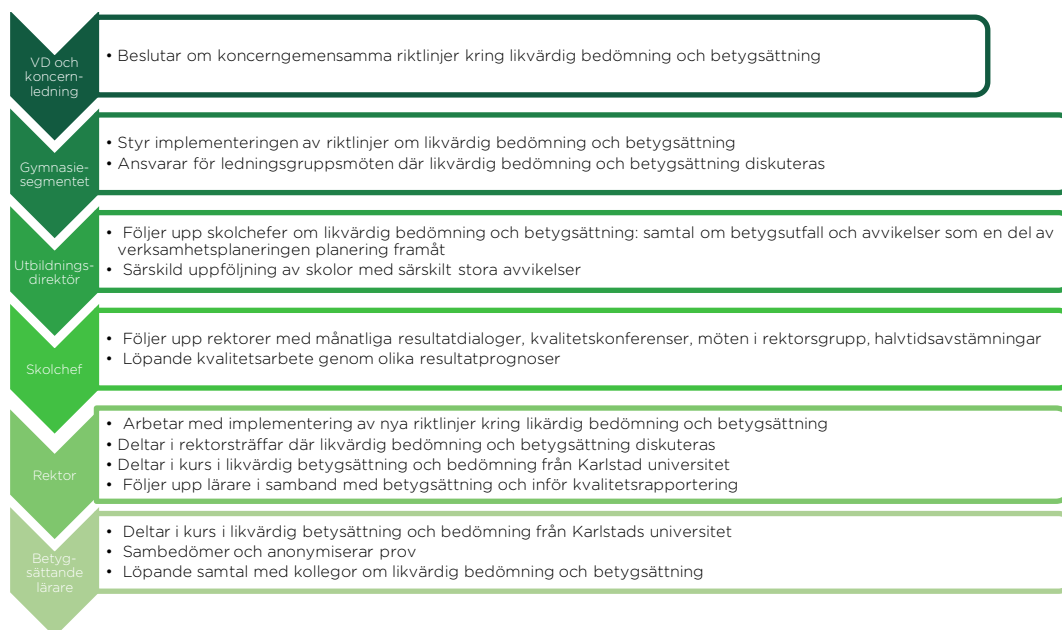 VD och
koncern-
ledning
• Beslutar om koncerngemensamma riktlinjer kring likvärdig bedömning och betygsättning
Gymnasie-
segmentet
• Styr implementeringen av riktlinjer om likvärdig bedömning och betygsättning
• Ansvarar för ledningsgruppsmöten där likvärdig bedömning och betygsättning diskuteras
Utbildnings-
direktör
• Följer upp skolchefer om likvärdig bedömning och betygsättning: samtal om betygsutfall och avvikelser som en del av
verksamhetsplaneringen planering framåt
• Särskild uppföljning av skolor med särskilt stora avvikelser
Skolchef
• Följer upp rektorer med månatliga resultatdialoger, kvalitetskonferenser, möten i rektorsgrupp, halvtidsavstämningar
• Löpande kvalitetsarbete genom olika resultatprognoser
Rektor
• Arbetar med implementering av nya riktlinjer kring likärdig bedömning och betygsättning
• Deltar i rektorsträffar där likvärdig bedömning och betygsättning diskuteras
• Deltar i kurs i likvärdig betygsättning och bedömning från Karlstad universitet
• Följer upp lärare i samband med betygsättning och inför kvalitetsrapportering
Betyg-
sättande
lärare
• Deltar i kurs i likvärdig betysättning och bedömning från Karlstads universitet
• Sambedömer och anonymiserar prov
• Löpande samtal med kollegor om likvärdig bedömning och betygsättning